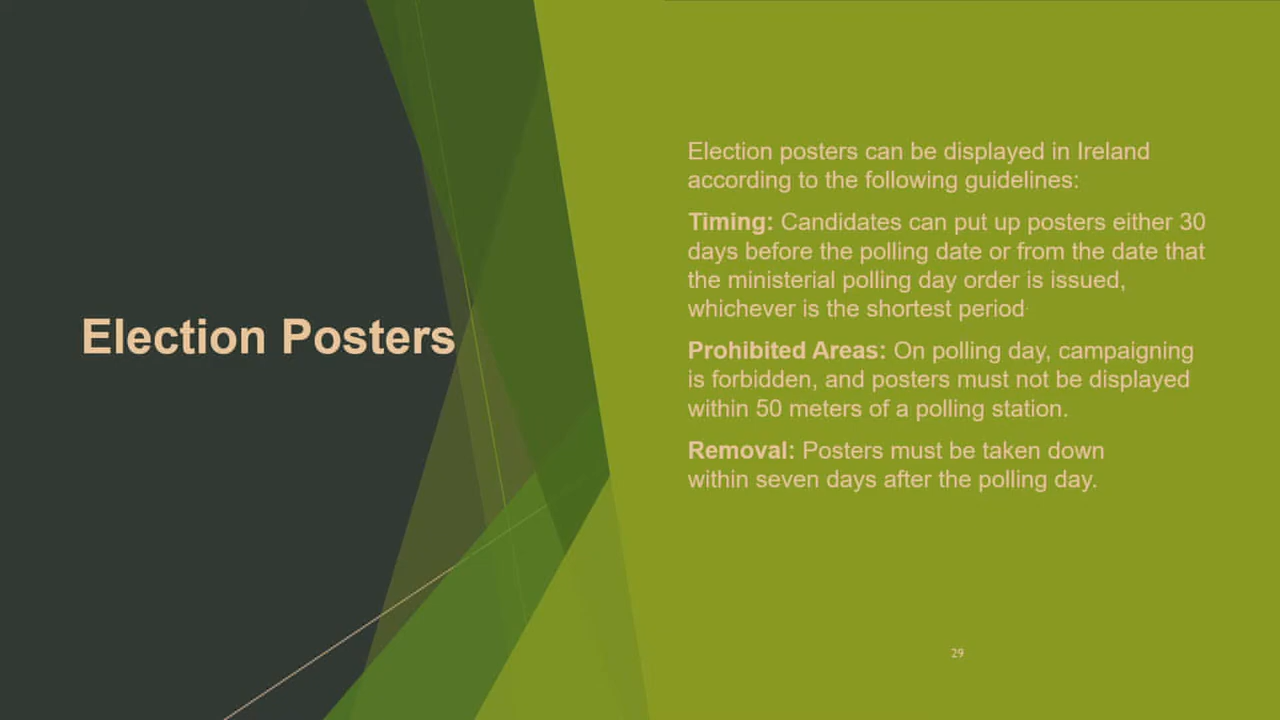 Election Posters
Election posters can be displayed in Ireland
according to the following guidelines:
Timing: Candidates can put up posters either 30
days before the polling date or from the date that
the ministerial polling day order is issued,
whichever is the shortest period.
Prohibited Areas: On polling day, campaigning
is forbidden, and posters must not be displayed
within 50 meters of a polling station.
Removal: Posters must be taken down
within seven days after the polling day.
29